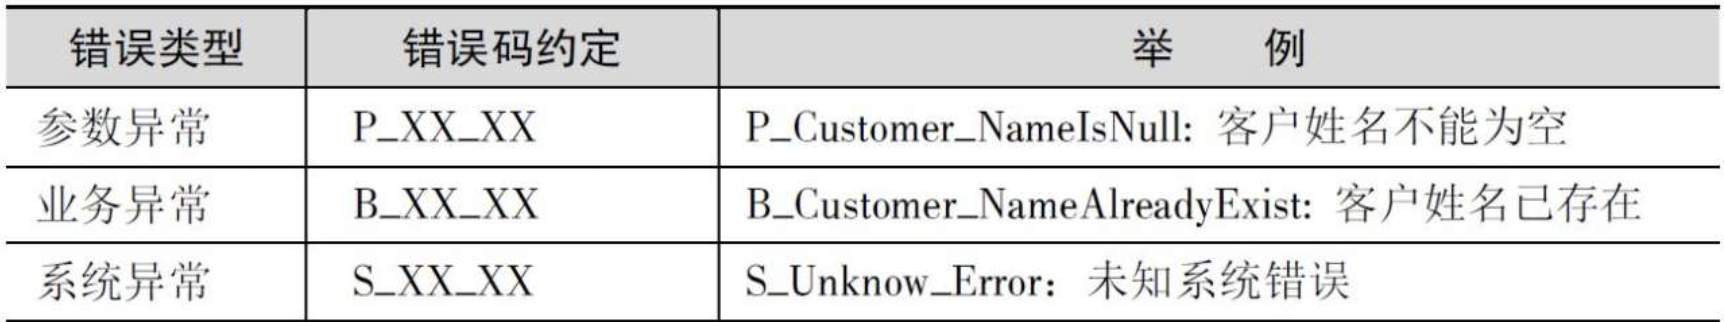 错误类型 错误码约定 举 例
参数异常 P_XX_XX P_Customer_NameIsNull: 客户姓名不能为空
业务异常 B_XX_XX B_Customer_NameAlreadyExist: 客户姓名已存在
系统异常 S_XX_XX S_Unknow_Error：未知系统错误